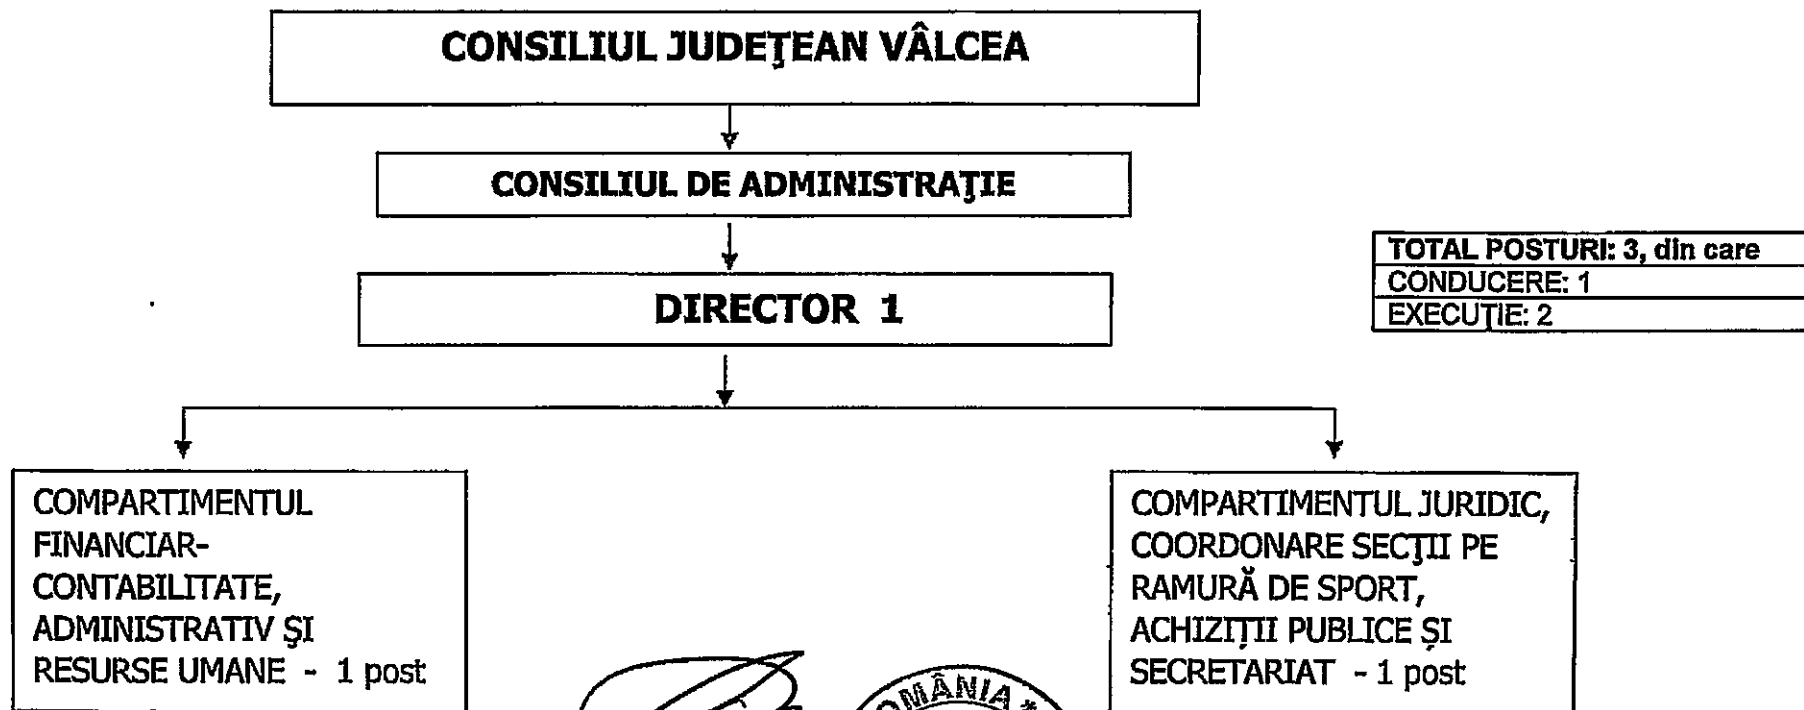 CONSILIUL JUDEŢEAN VÂLCEA
CONSILIUL DE ADMINISTRAŢIE
DIRECTOR 1
TOTAL POSTURI: 3, din care
CONDUCERE: 1
EXECUŢIE: 2
COMPARTIMENTUL
FINANCIAR-
CONTABILITATE,
ADMINISTRATIV ŞI
RESURSE UMANE - 1 post
COMPARTIMENTUL JURIDIC,
COORDONARE SECŢII PE
RAMURĂ DE SPORT,
ACHIZIŢII PUBLICE ŞI
SECRETARIAT - 1 post
ROMÂNIA *